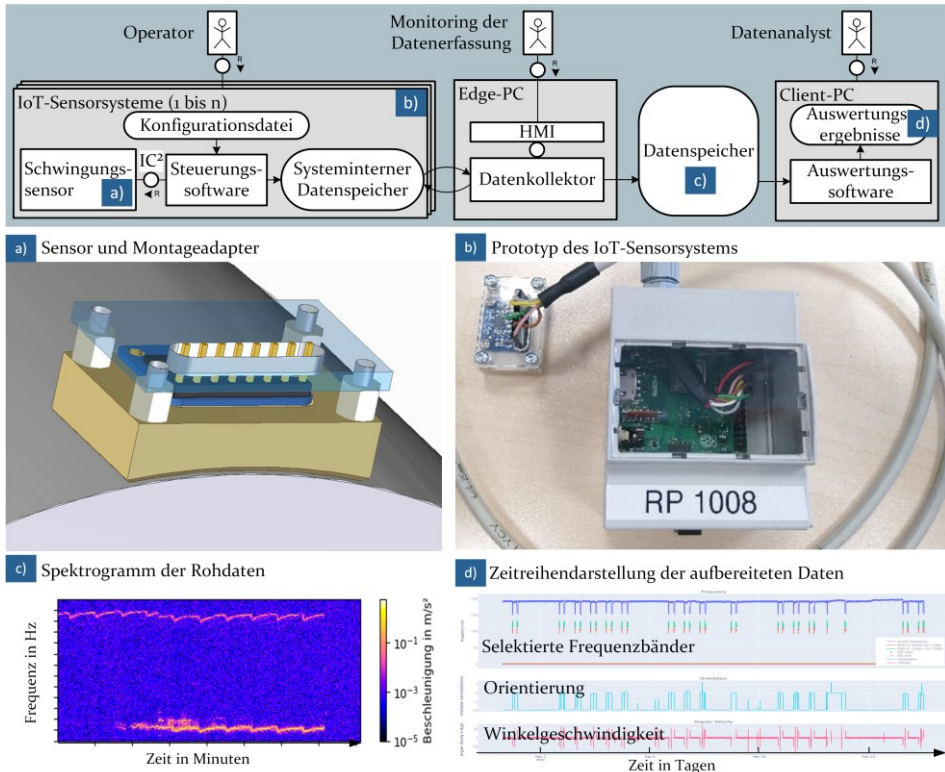 Operator
Monitoring der
Datenerfassung
Datenanalyst
R
R
R
IoT-Sensorsysteme (1 bis n)
b)
Konfigurationsdatei
Schwingungs-
sensor
a)
IC²
R
Steuerungs-
software
Systeminterner
Datenspeicher
Edge-PC
HMI
Datenkollektor
Datenspeicher
c)
Client-PC
Auswertungs
ergebnisse
d)
Auswertungs-
software
a) Sensor und Montageadapter
b) Prototyp des IoT-Sensorsystems
RP 1008
c) Spektrogramm der Rohdaten
Frequenz in Hz
Zeit in Minuten
10⁻¹
10⁻³
10⁻⁵
Beschleunigung in m/s²
d) Zeitreihendarstellung der aufbereiteten Daten
Frequency
Selektierte Frequenzbänder
Orientation
Orientierung
Angular Velocity
Winkelgeschwindigkeit
Zeit in Tagen